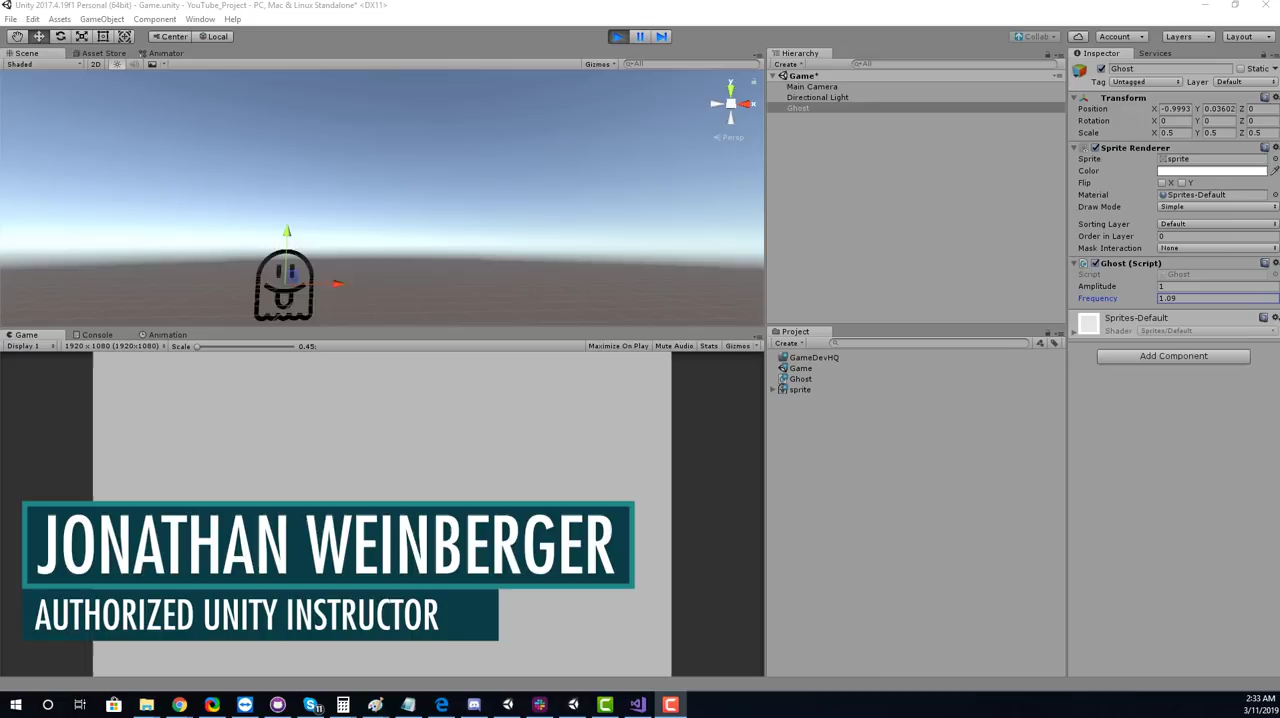 Unity 2017.4.19f1 Personal (64bit) - Game.unity - YouTube_Project - PC, Mac & Linux Standalone* <DX11>
File Edit Assets GameObject Component Window Help
Center Local Collab Account Layers Layout
Scene Asset Store Animator
Shaded 2D Gizmos All
y
x
Persp
Hierarchy
Create All
Game*
Main Camera
Directional Light
Ghost
Inspector Services
Ghost Static
Tag Untagged Layer Default
Transform
Position X -0.9993 Y 0.03602 Z 0
Rotation X 0 Y 0 Z 0
Scale X 0.5 Y 0.5 Z 0.5
Sprite Renderer
Sprite sprite
Color
Flip X Y
Material Sprites-Default
Draw Mode Simple
Sorting Layer Default
Order in Layer 0
Mask Interaction None
Ghost (Script)
Script Ghost
Amplitude 1
Frequency 1.09
Sprites-Default
Shader Sprites/Default
Add Component
Game Console Animation
Display 1 1920 x 1080 (1920x1080) Scale 0.45: Maximize On Play Mute Audio Stats Gizmos
Project
Create
GameDevHQ
Game
Ghost
sprite
JONATHAN WEINBERGER
AUTHORIZED UNITY INSTRUCTOR
2:33 AM
3/11/2019